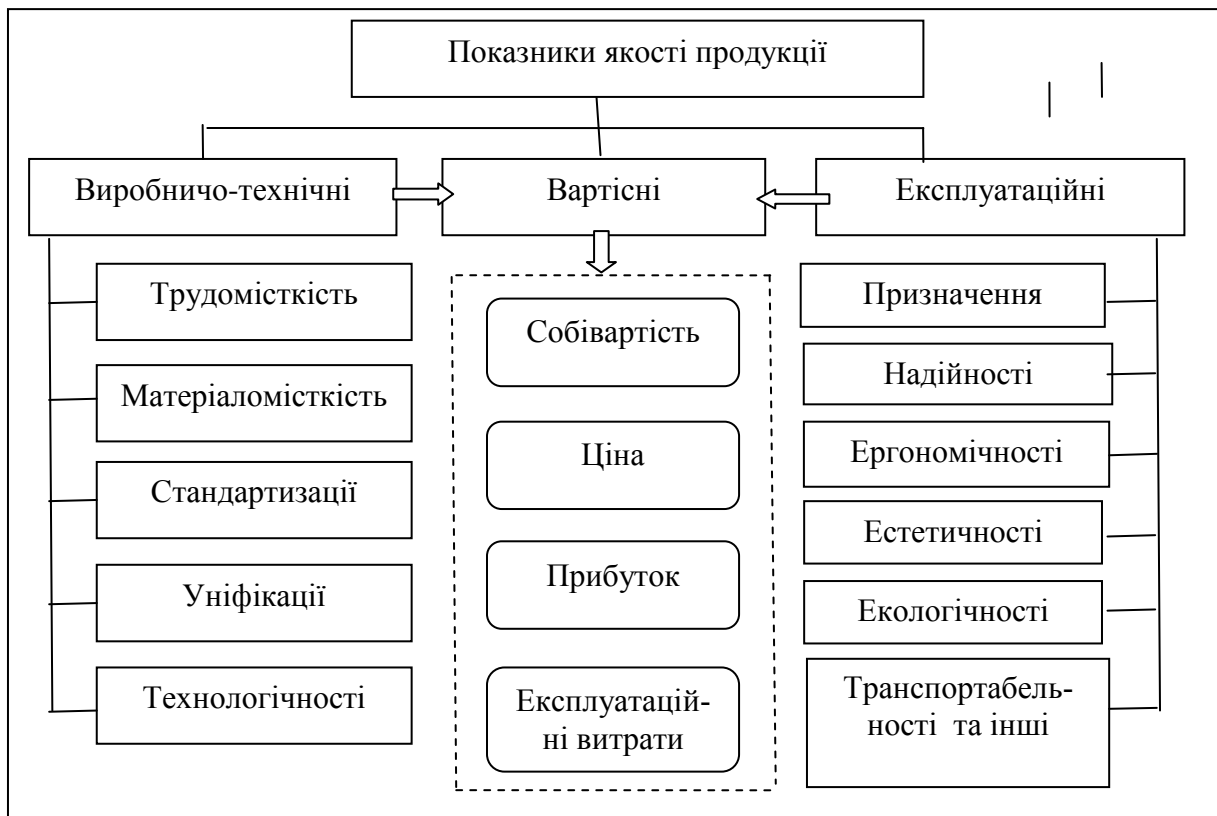 Показники якості продукції
Виробничо-технічні
Вартісні
Експлуатаційні
Трудомісткість
Матеріаломісткість
Стандартизації
Уніфікації
Технологічності
Собівартість
Ціна
Прибуток
Експлуатацій-
ні витрати
Призначення
Надійності
Ергономічності
Естетичності
Екологічності
Транспортабель-
ності та інші